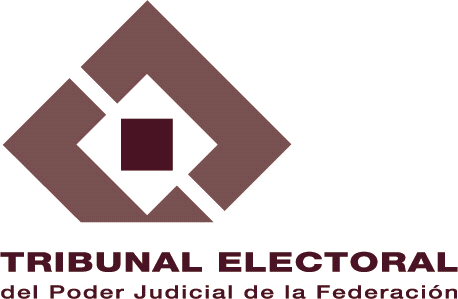 TRIBUNAL ELECTORAL
del Poder Judicial de la Federación